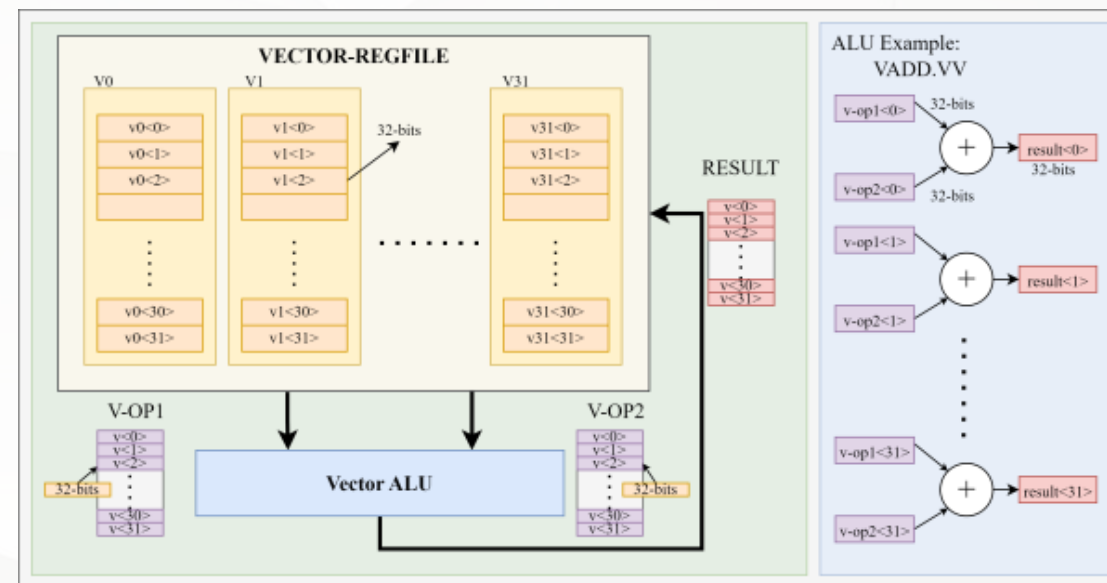 VECTOR-REGFILE
V0
V1
V31
v0<0>
v0<1>
v0<2>
v0<30>
v0<31>
v1<0>
v1<1>
v1<2>
v1<30>
v1<31>
32-bits
v31<0>
v31<1>
v31<2>
v31<30>
v31<31>
RESULT
v<0>
v<1>
v<2>
v<30>
v<31>
V-OP1
v<0>
v<1>
v<2>
32-bits
v<30>
v<31>
Vector ALU
V-OP2
v<0>
v<1>
v<2>
32-bits
v<30>
v<31>
ALU Example:
VADD.VV
v-op1<0>
32-bits
+
result<0>
32-bits
v-op2<0>
32-bits
v-op1<1>
+
result<1>
v-op2<1>
v-op1<31>
+
result<31>
v-op2<31>